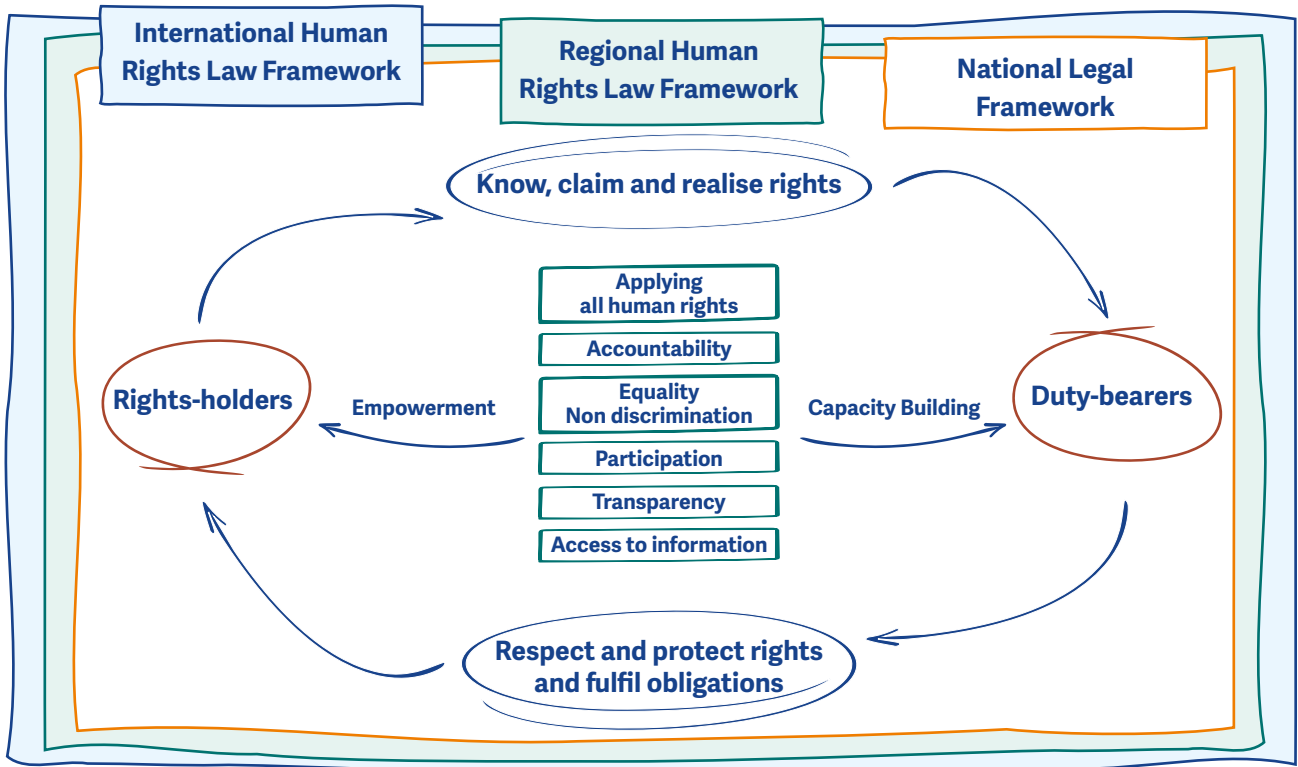 International Human
Rights Law Framework
Regional Human
Rights Law Framework
National Legal
Framework
Know, claim and realise rights
Applying
all human rights
Accountability
Equality
Non discrimination
Participation
Transparency
Access to information
Rights-holders
Empowerment
Capacity Building
Duty-bearers
Respect and protect rights
and fulfil obligations